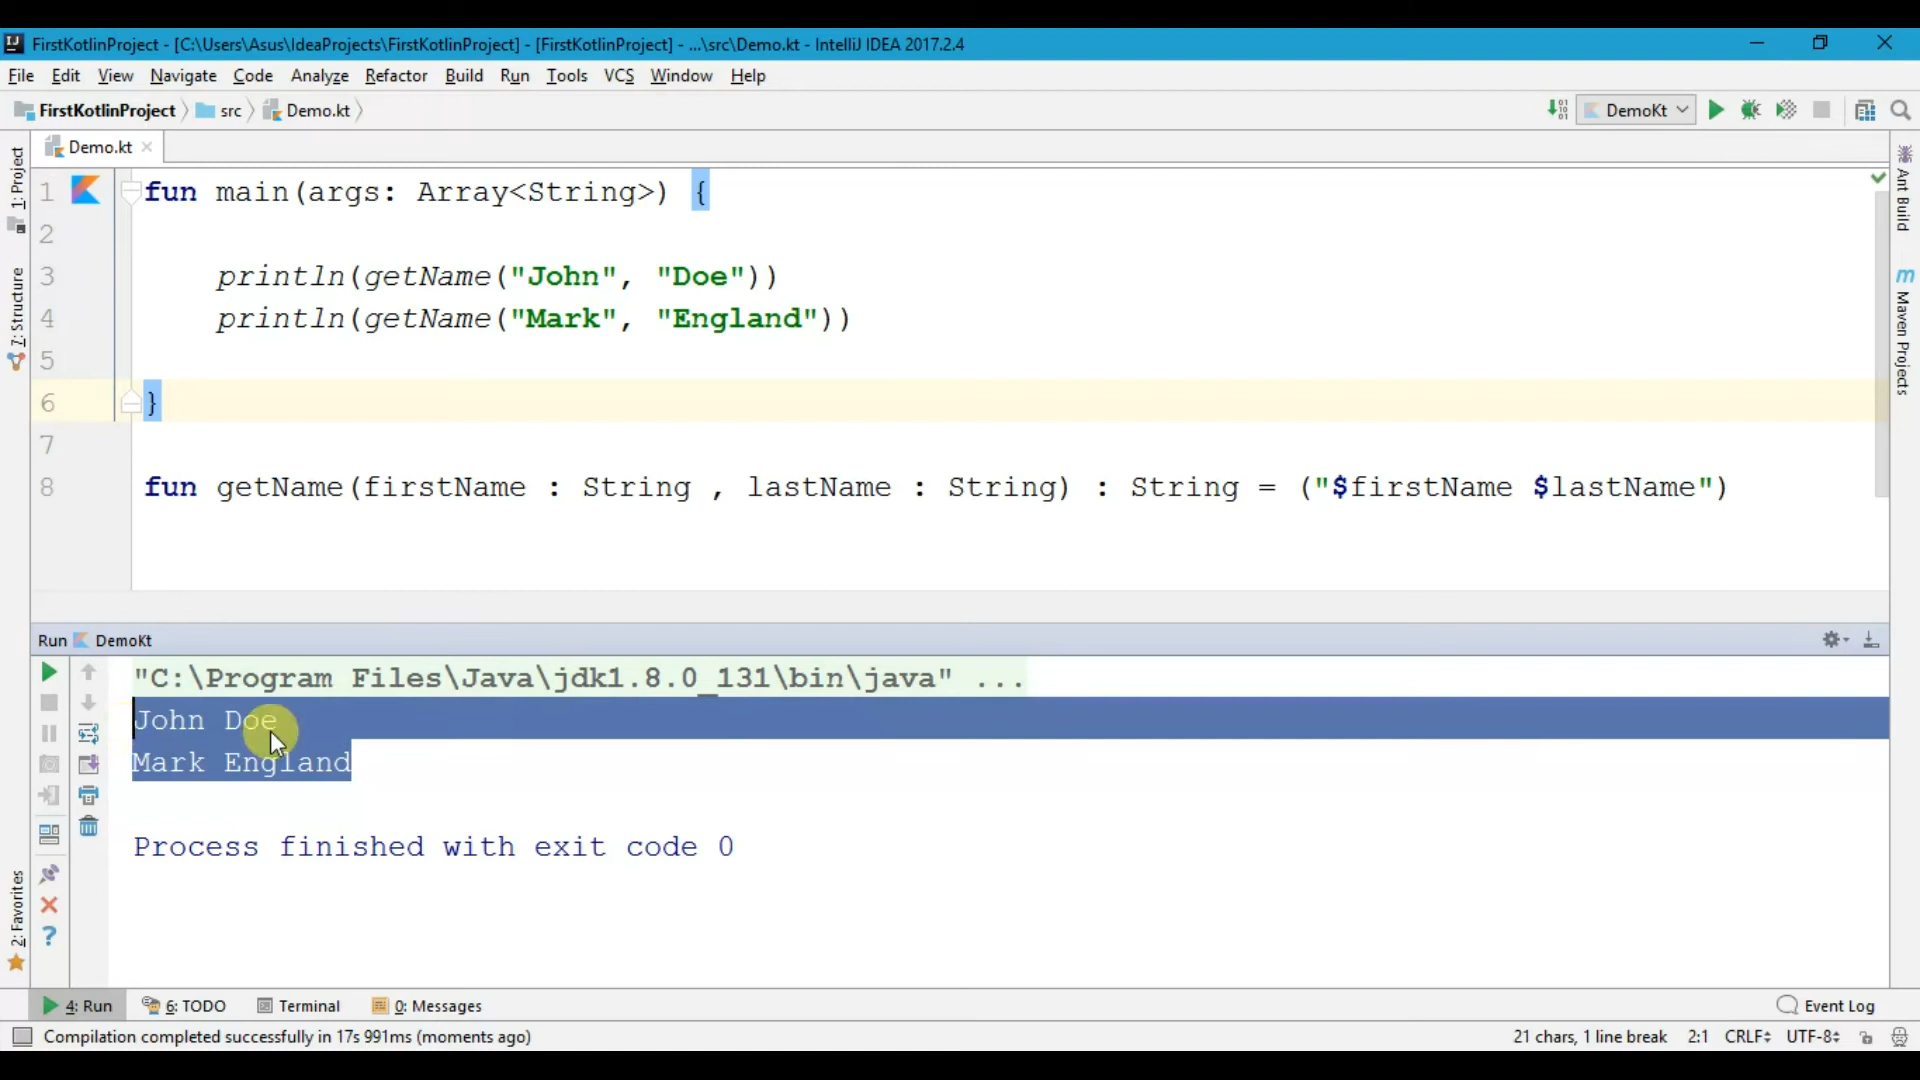 FirstKotlinProject - [C:\Users\Asus\IdeaProjects\FirstKotlinProject] - [FirstKotlinProject] - ...\src\Demo.kt - IntelliJ IDEA 2017.2.4
File Edit View Navigate Code Analyze Refactor Build Run Tools VCS Window Help
FirstKotlinProject src Demo.kt DemoKt
Demo.kt
1: Project
7: Structure
2: Favorites
Ant Build
Maven Projects
1 fun main(args: Array<String>) {
2
3 println(getName("John", "Doe"))
4 println(getName("Mark", "England"))
5
6 }
7
8 fun getName(firstName : String , lastName : String) : String = ("$firstName $lastName")
Run DemoKt
"C:\Program Files\Java\jdk1.8.0_131\bin\java" ...
John Doe
Mark England
Process finished with exit code 0
4: Run 6: TODO Terminal 0: Messages Event Log
Compilation completed successfully in 17s 991ms (moments ago) 21 chars, 1 line break 2:1 CRLF UTF-8